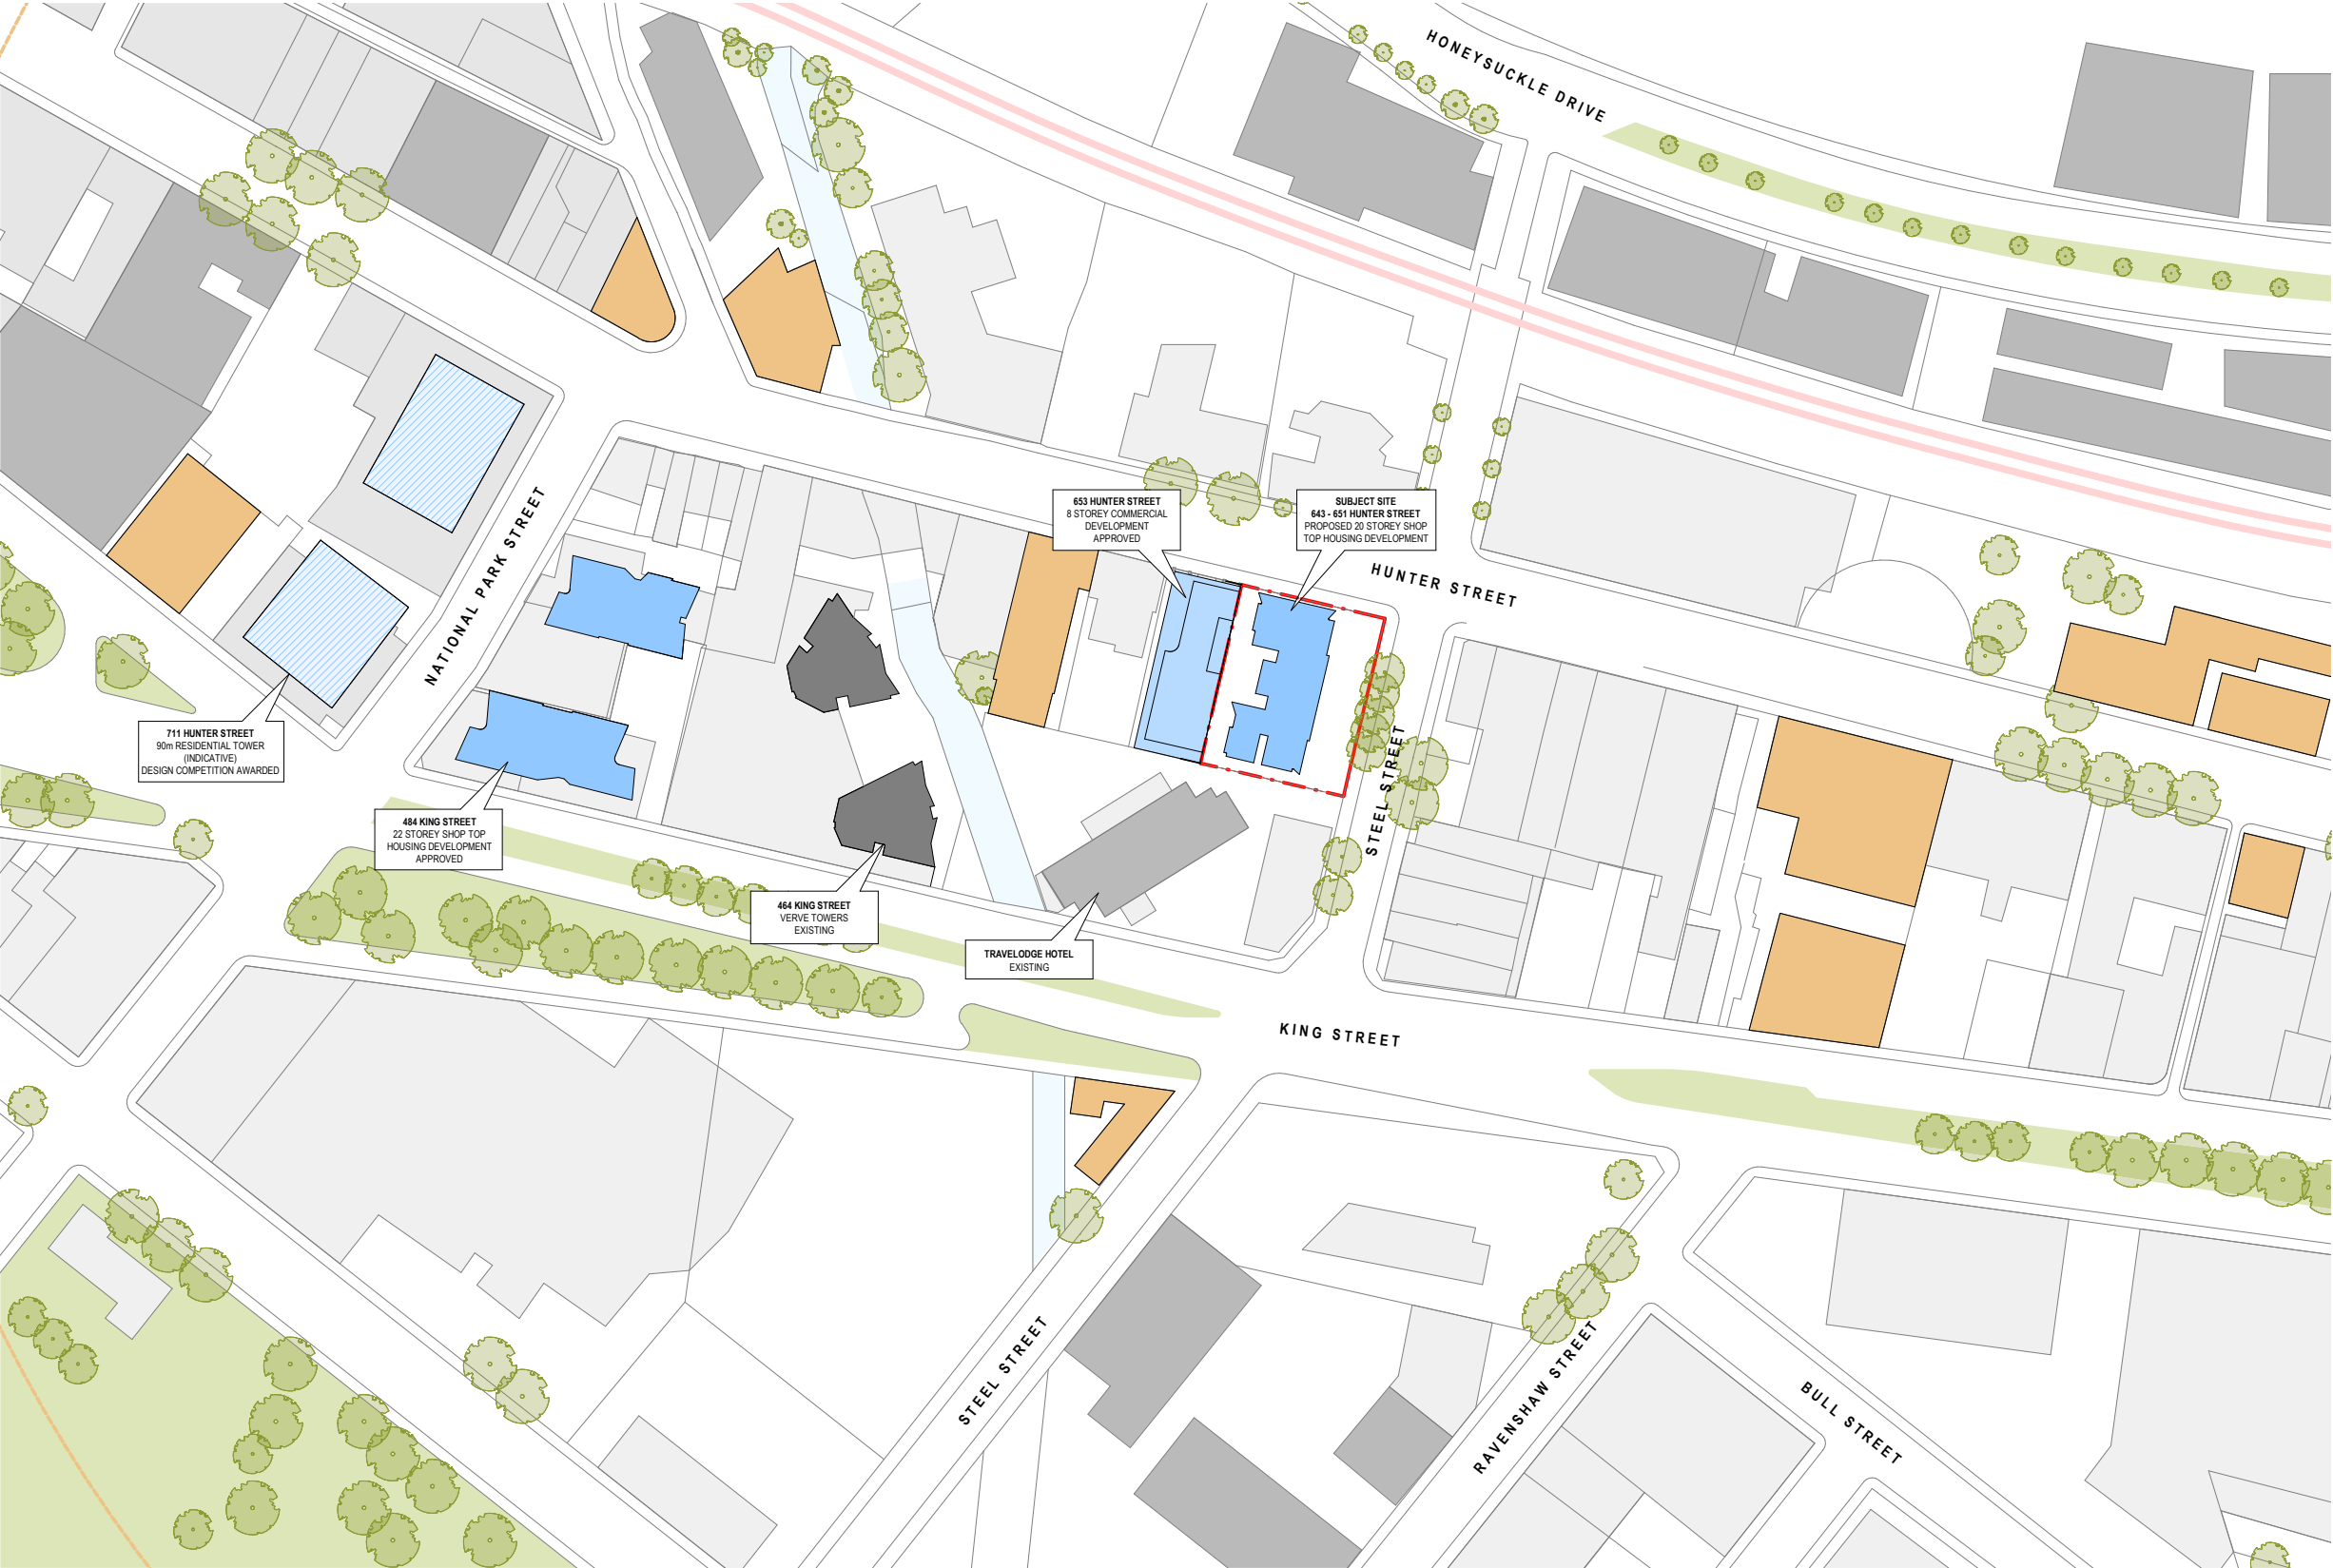 HONEYSUCKLE DRIVE
653 HUNTER STREET
8 STOREY COMMERCIAL
DEVELOPMENT
APPROVED
SUBJECT SITE
643 - 651 HUNTER STREET
PROPOSED 20 STOREY SHOP
TOP HOUSING DEVELOPMENT
HUNTER STREET
NATIONAL PARK STREET
711 HUNTER STREET
90m RESIDENTIAL TOWER
(INDICATIVE)
DESIGN COMPETITION AWARDED
STEEL STREET
484 KING STREET
22 STOREY SHOP TOP
HOUSING DEVELOPMENT
APPROVED
464 KING STREET
VERVE TOWERS
EXISTING
TRAVELODGE HOTEL
EXISTING
KING STREET
STEEL STREET
RAVENSHAW STREET
BULL STREET